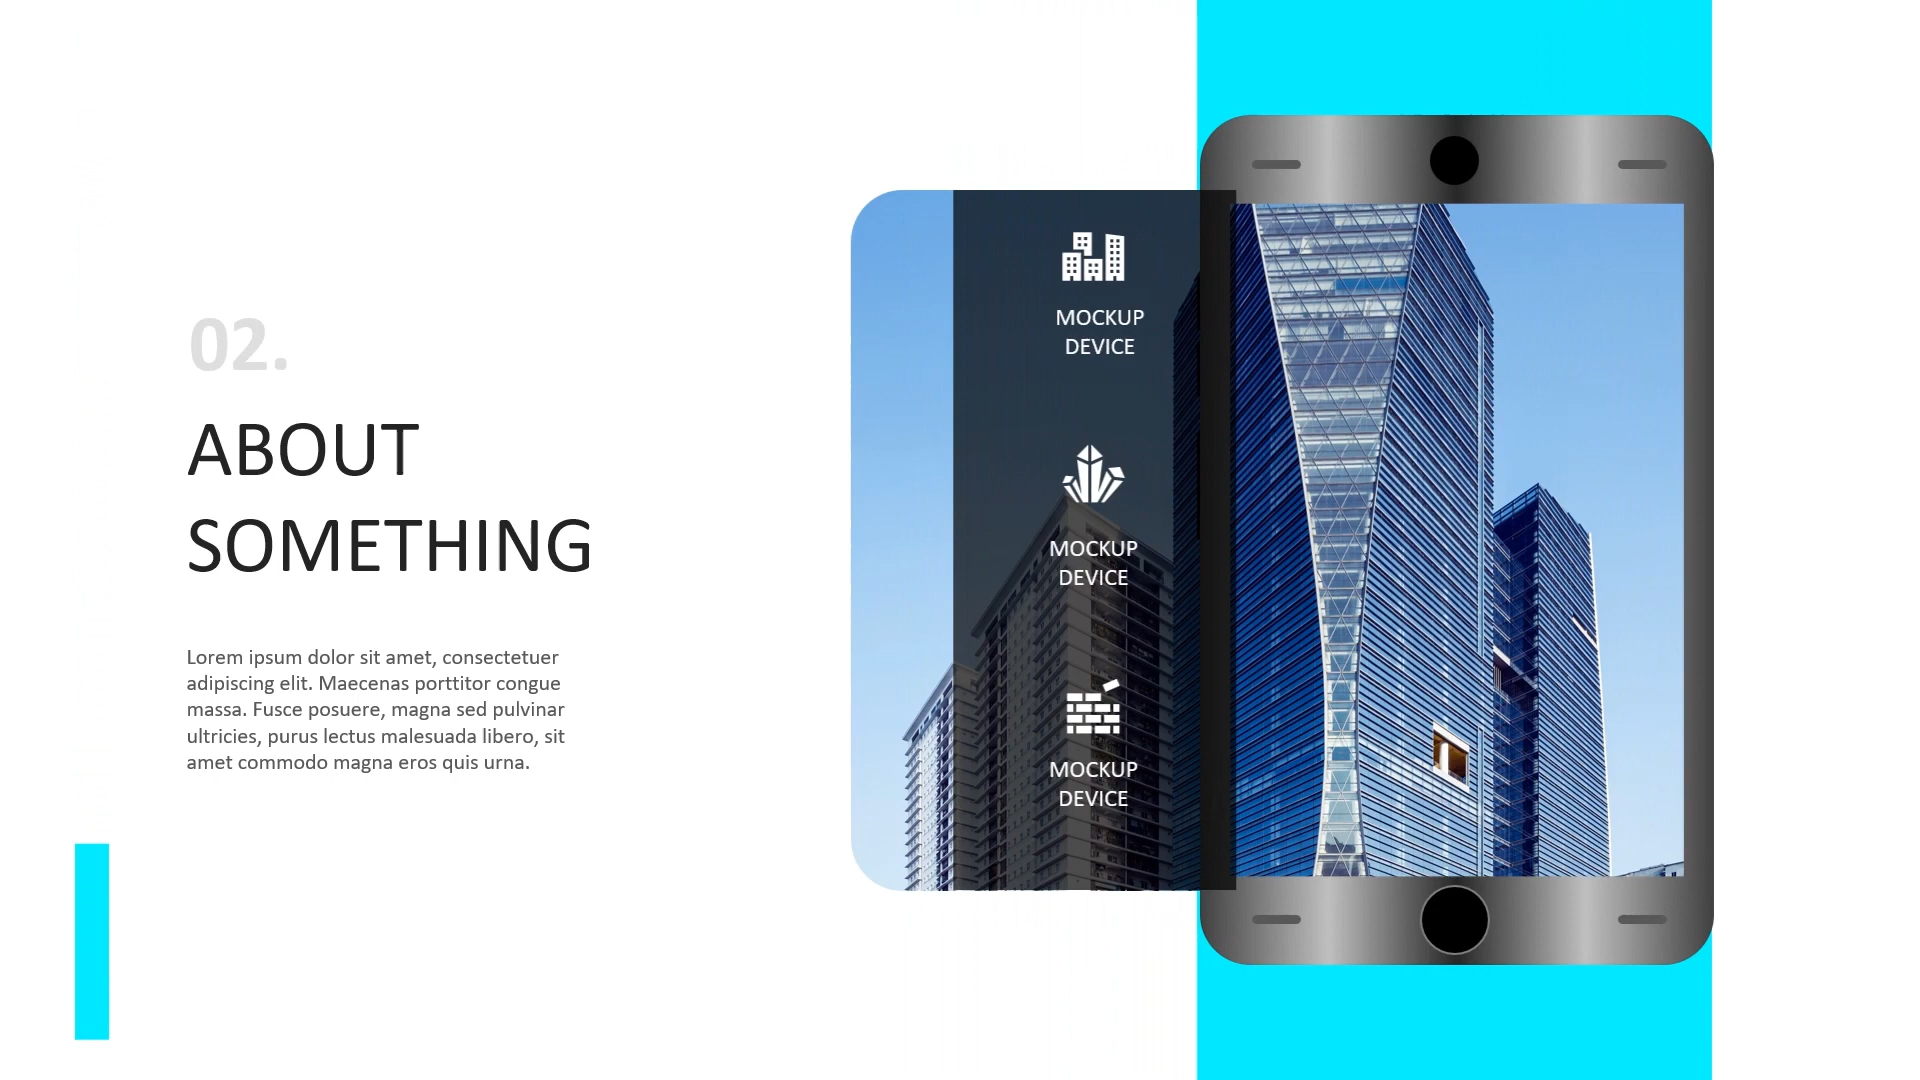 02.
ABOUT
SOMETHING
Lorem ipsum dolor sit amet, consectetuer
adipiscing elit. Maecenas porttitor congue
massa. Fusce posuere, magna sed pulvinar
ultricies, purus lectus malesuada libero, sit
amet commodo magna eros quis urna.
MOCKUP
DEVICE
MOCKUP
DEVICE
MOCKUP
DEVICE